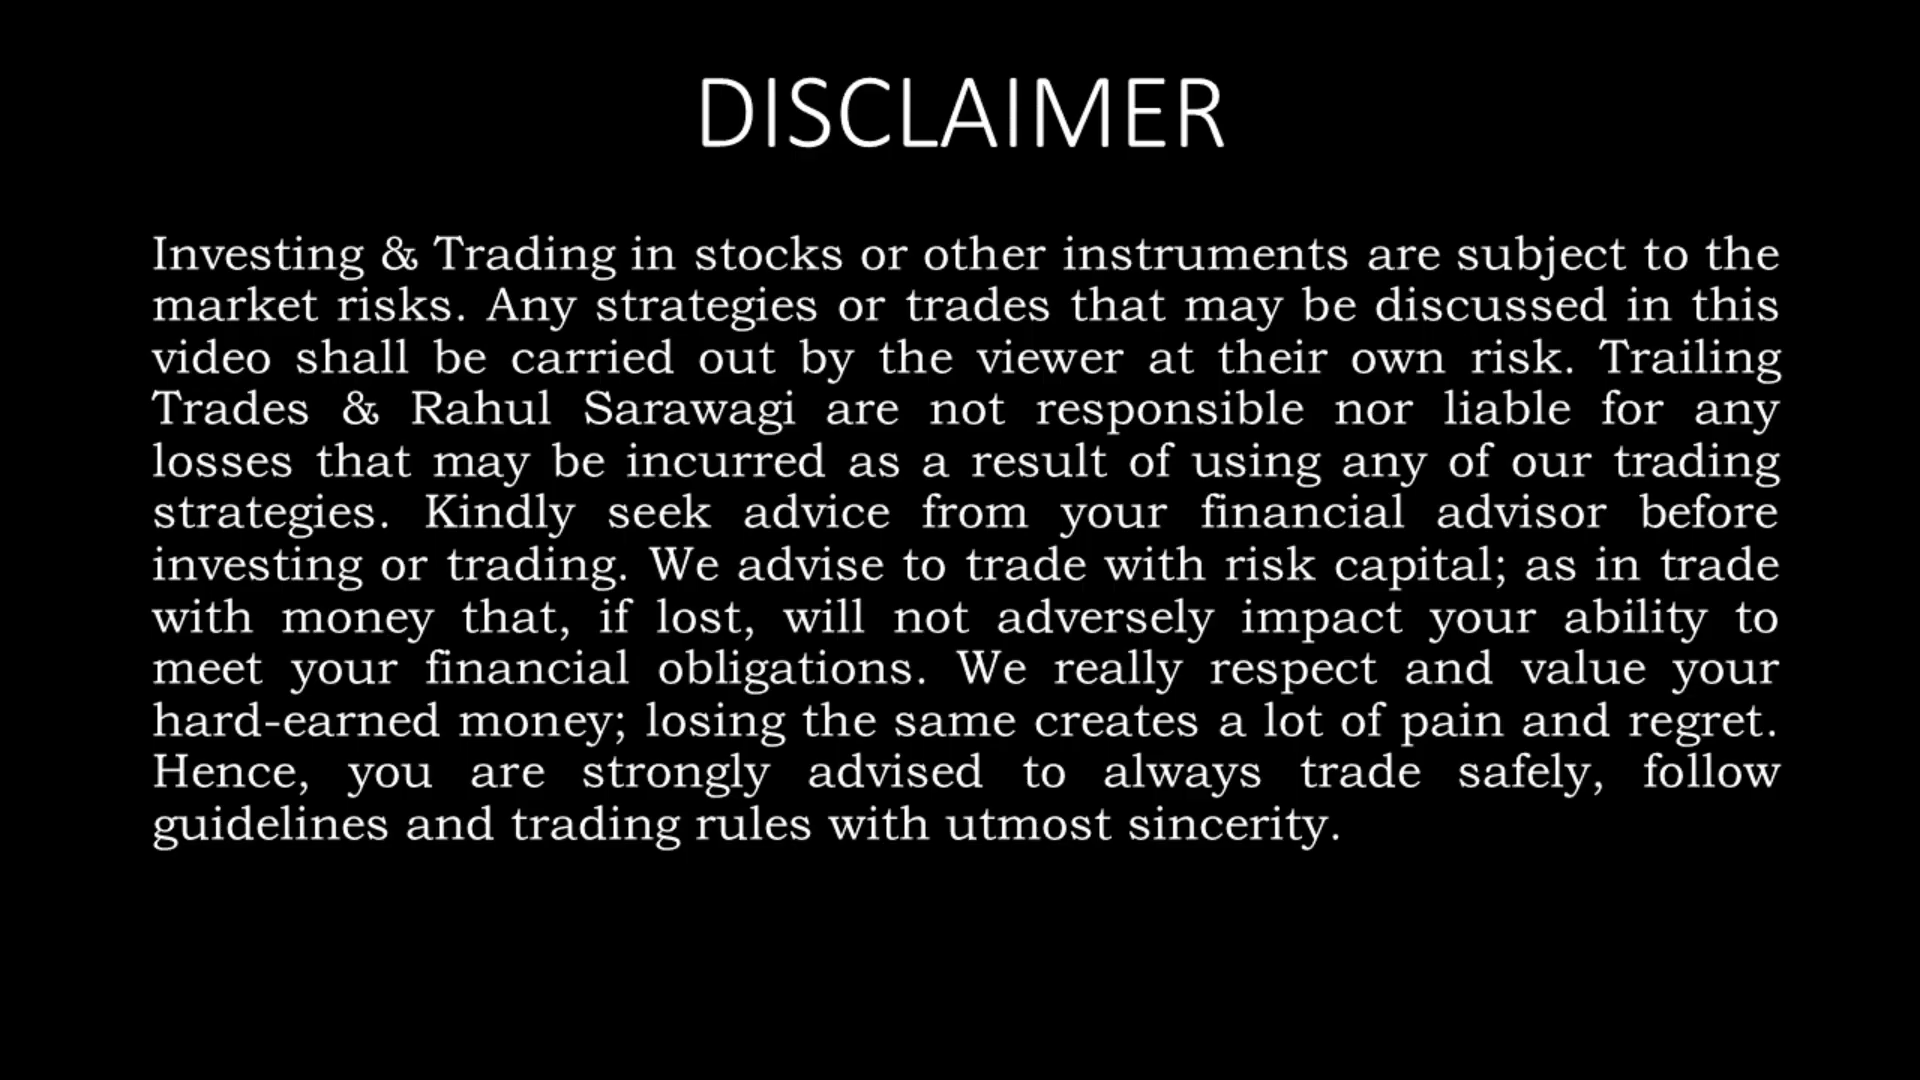 DISCLAIMER
Investing & Trading in stocks or other instruments are subject to the
market risks. Any strategies or trades that may be discussed in this
video shall be carried out by the viewer at their own risk. Trailing
Trades & Rahul Sarawagi are not responsible nor liable for any
losses that may be incurred as a result of using any of our trading
strategies. Kindly seek advice from your financial advisor before
investing or trading. We advise to trade with risk capital; as in trade
with money that, if lost, will not adversely impact your ability to
meet your financial obligations. We really respect and value your
hard-earned money; losing the same creates a lot of pain and regret.
Hence, you are strongly advised to always trade safely, follow
guidelines and trading rules with utmost sincerity.